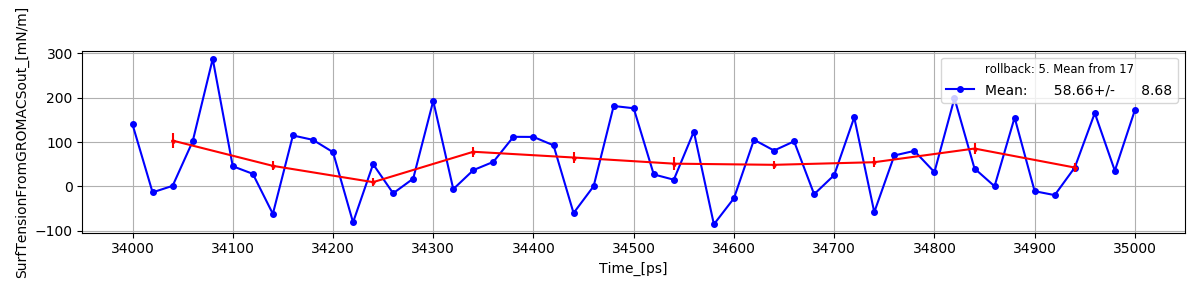 SurfTensionFromGROMACSout_[mN/m]
300
200
100
0
−100
rollback: 5. Mean from 17
Mean: 58.66+/- 8.68
34000 34100 34200 34300 34400 34500 34600 34700 34800 34900 35000
Time_[ps]